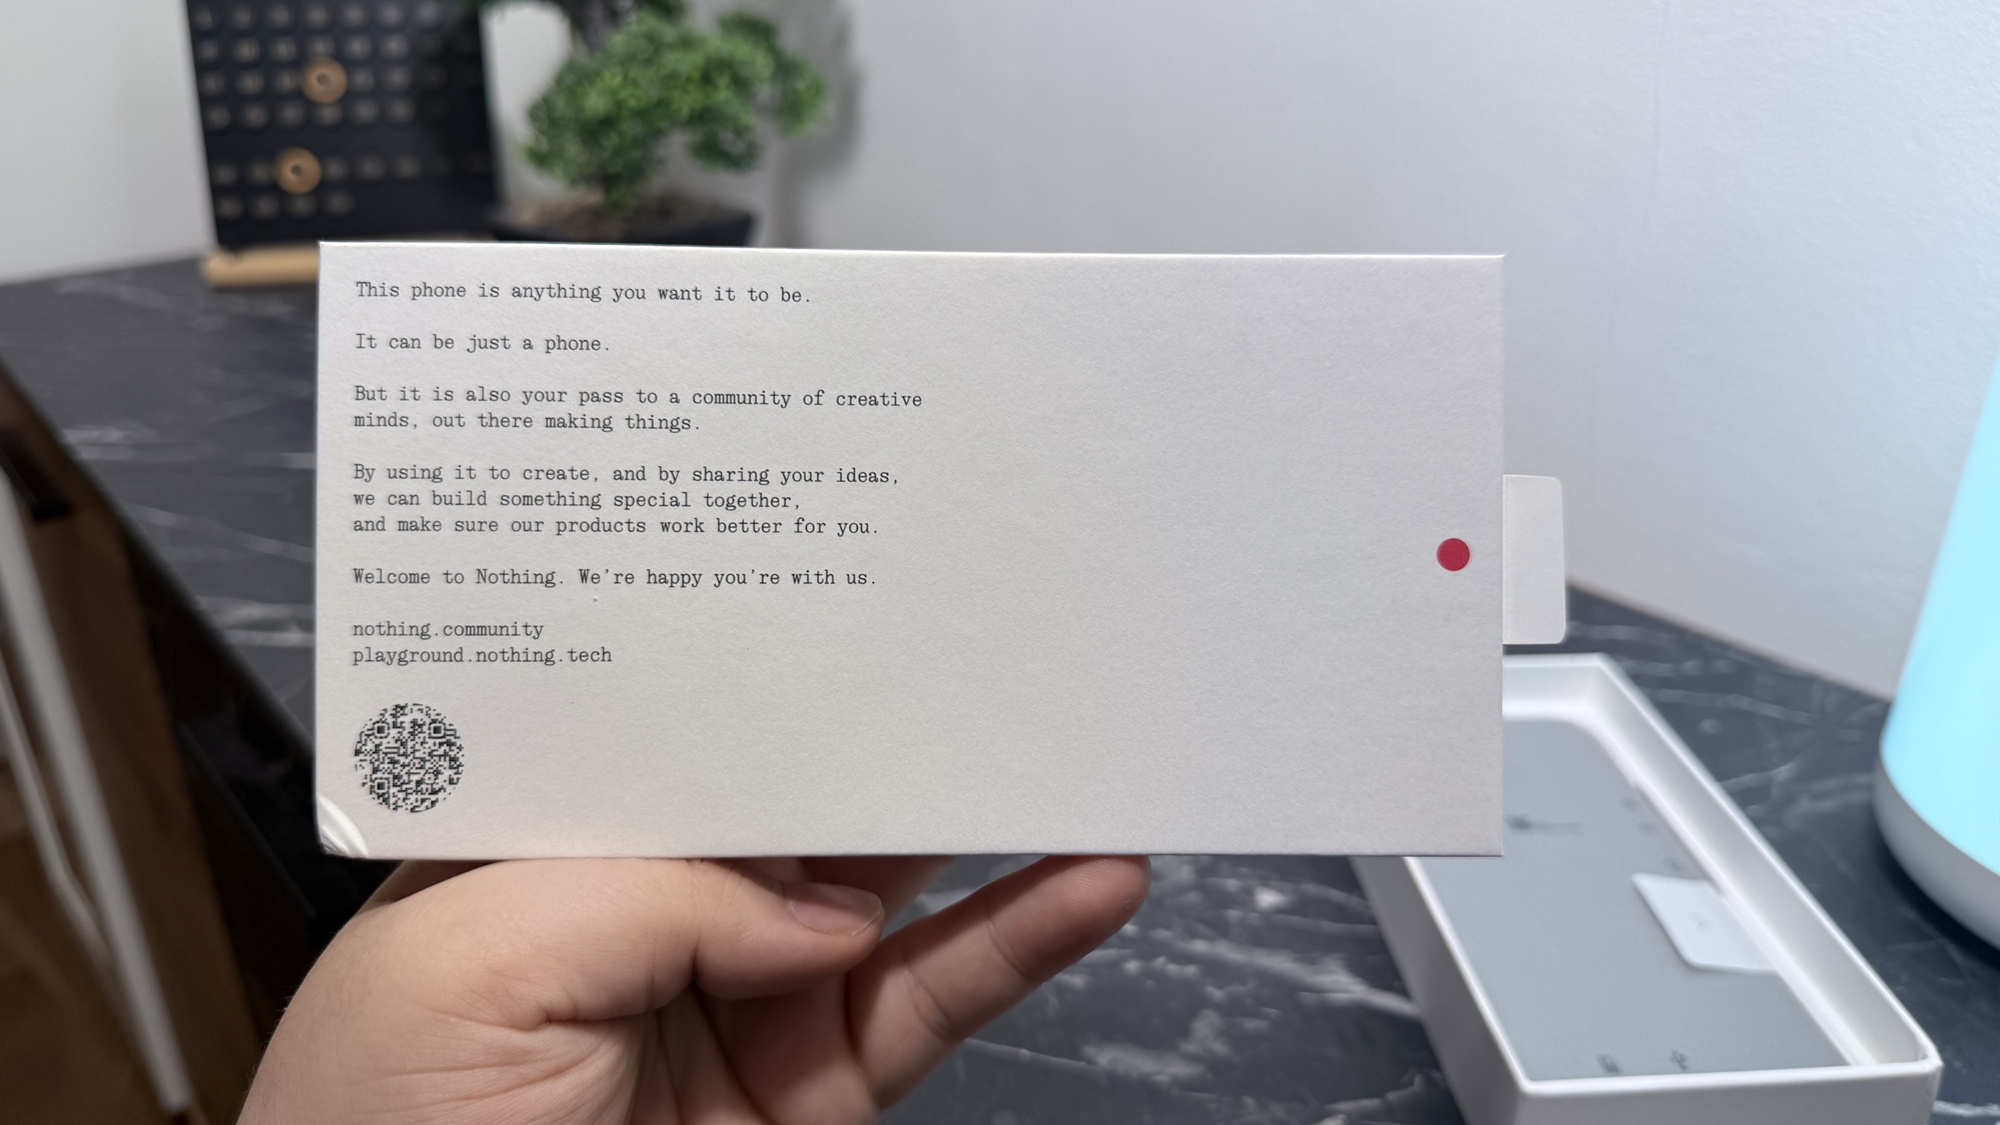 This phone is anything you want it to be.
It can be just a phone.
But it is also your pass to a community of creative
minds, out there making things.
By using it to create, and by sharing your ideas,
we can build something special together,
and make sure our products work better for you.
Welcome to Nothing. We're happy you're with us.
nothing.community
playground.nothing.tech